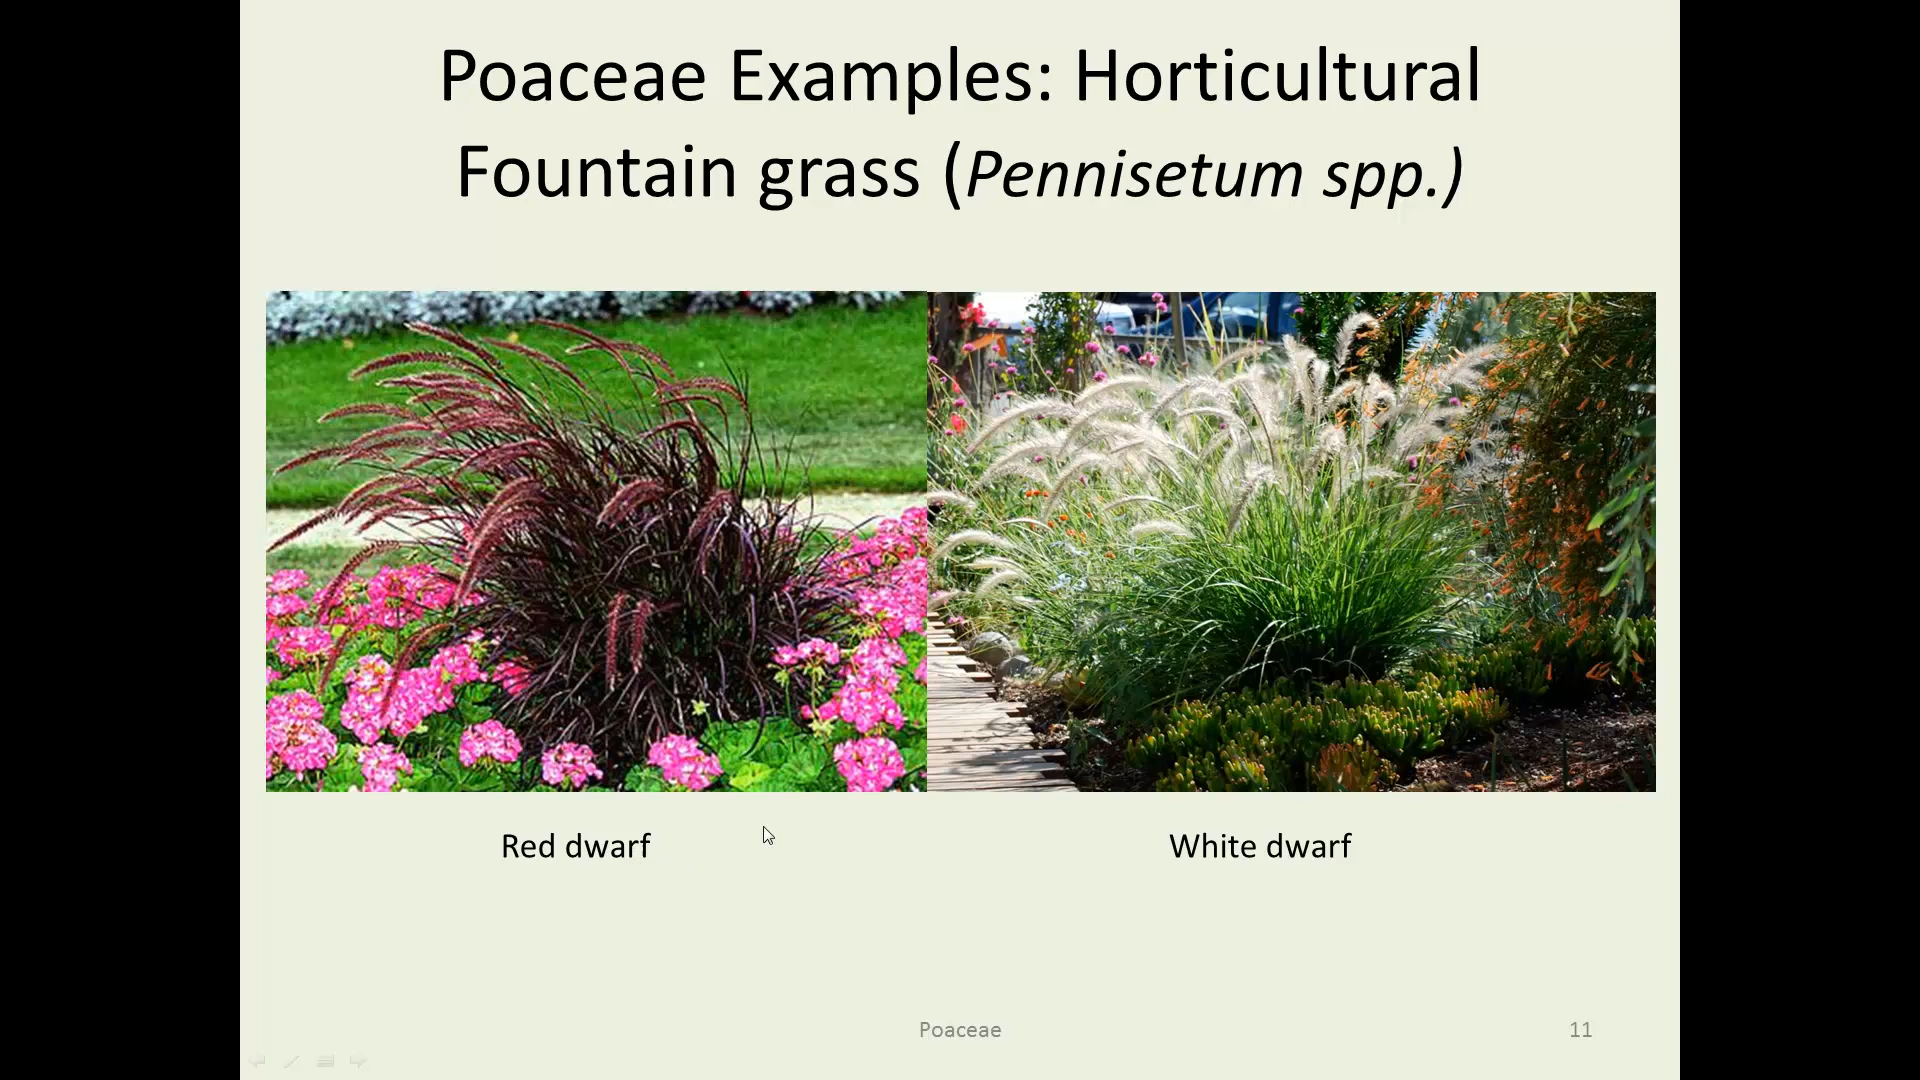 Poaceae Examples: Horticultural
Fountain grass (Pennisetum spp.)
Red dwarf
White dwarf
Poaceae
11